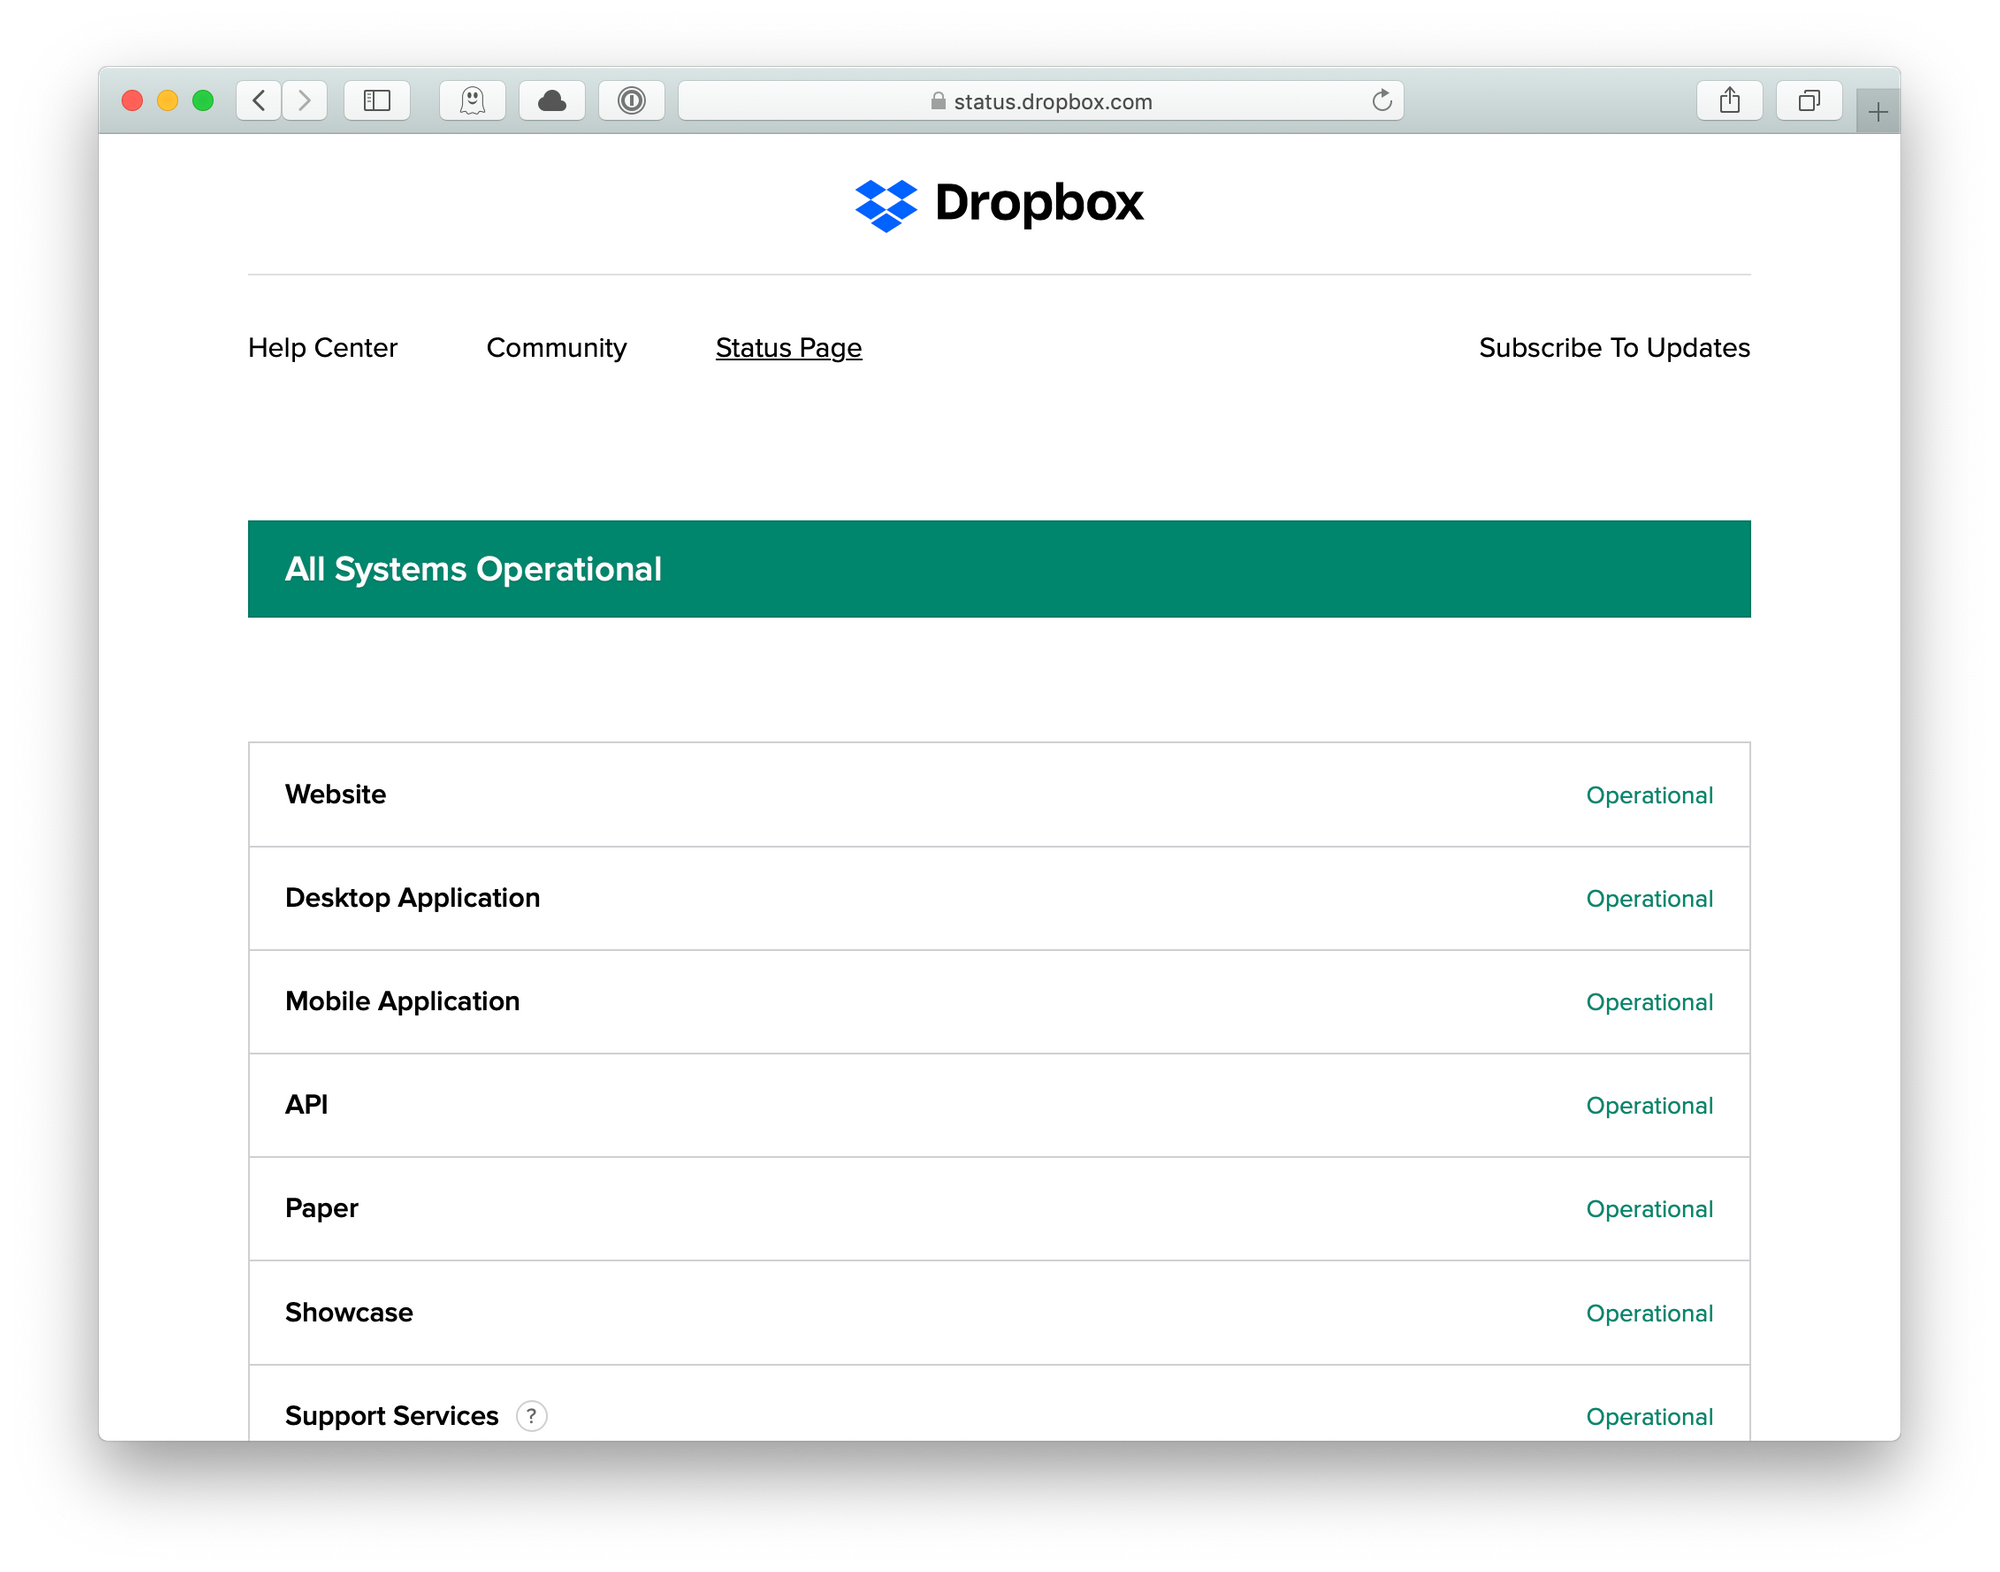 status.dropbox.com
Dropbox
Help Center Community Status Page Subscribe To Updates
All Systems Operational
Website Operational
Desktop Application Operational
Mobile Application Operational
API Operational
Paper Operational
Showcase Operational
Support Services ? Operational